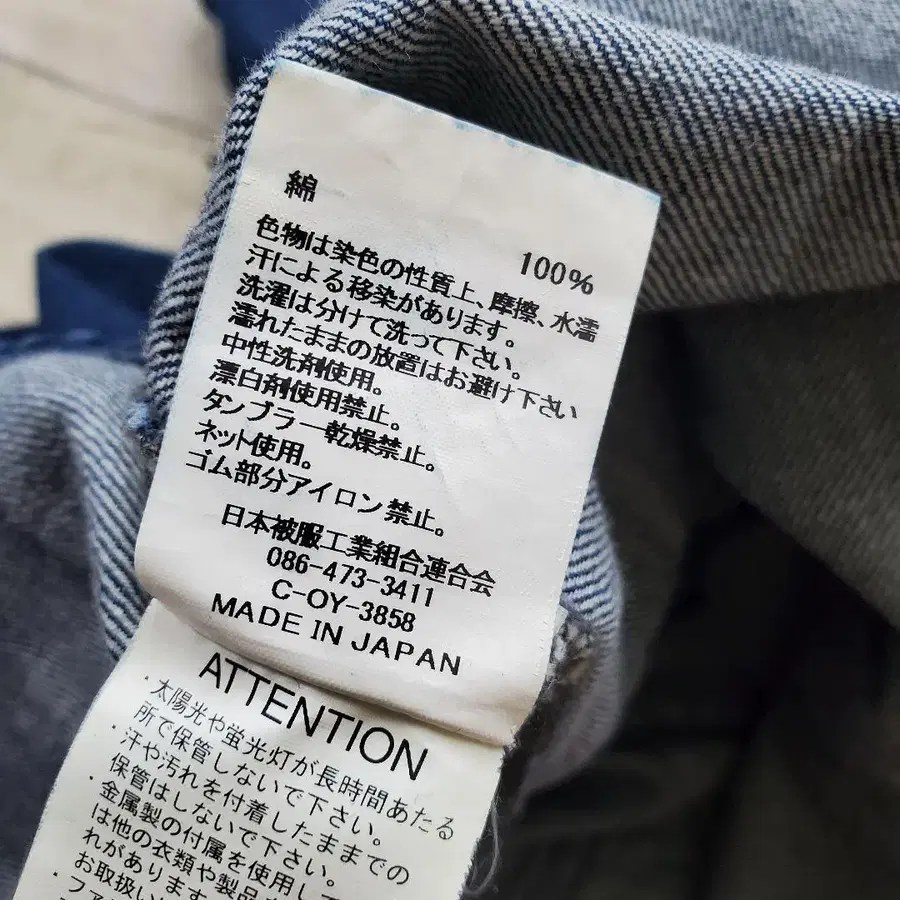 綿 100%
色物は染色の性質上、摩擦、水濡
汗による移染があります。
洗濯は分けて洗って下さい。
濡れたままの放置はお避け下さい
中性洗剤使用。
漂白剤使用禁止。
タンブラー乾燥禁止。
ネット使用。
ゴム部分アイロン禁止。
日本被服工業組合連合会
086-473-3411
C-OY-3858
MADE IN JAPAN
ATTENTION
・太陽光や蛍光灯が長時間あたる
所で保管しないで下さい。
・汗や汚れを付着したままでの
保管はしないで下さい。
・金属製の付属を使用して
は他の衣類や製品
れがあります
お取扱い
・ファ